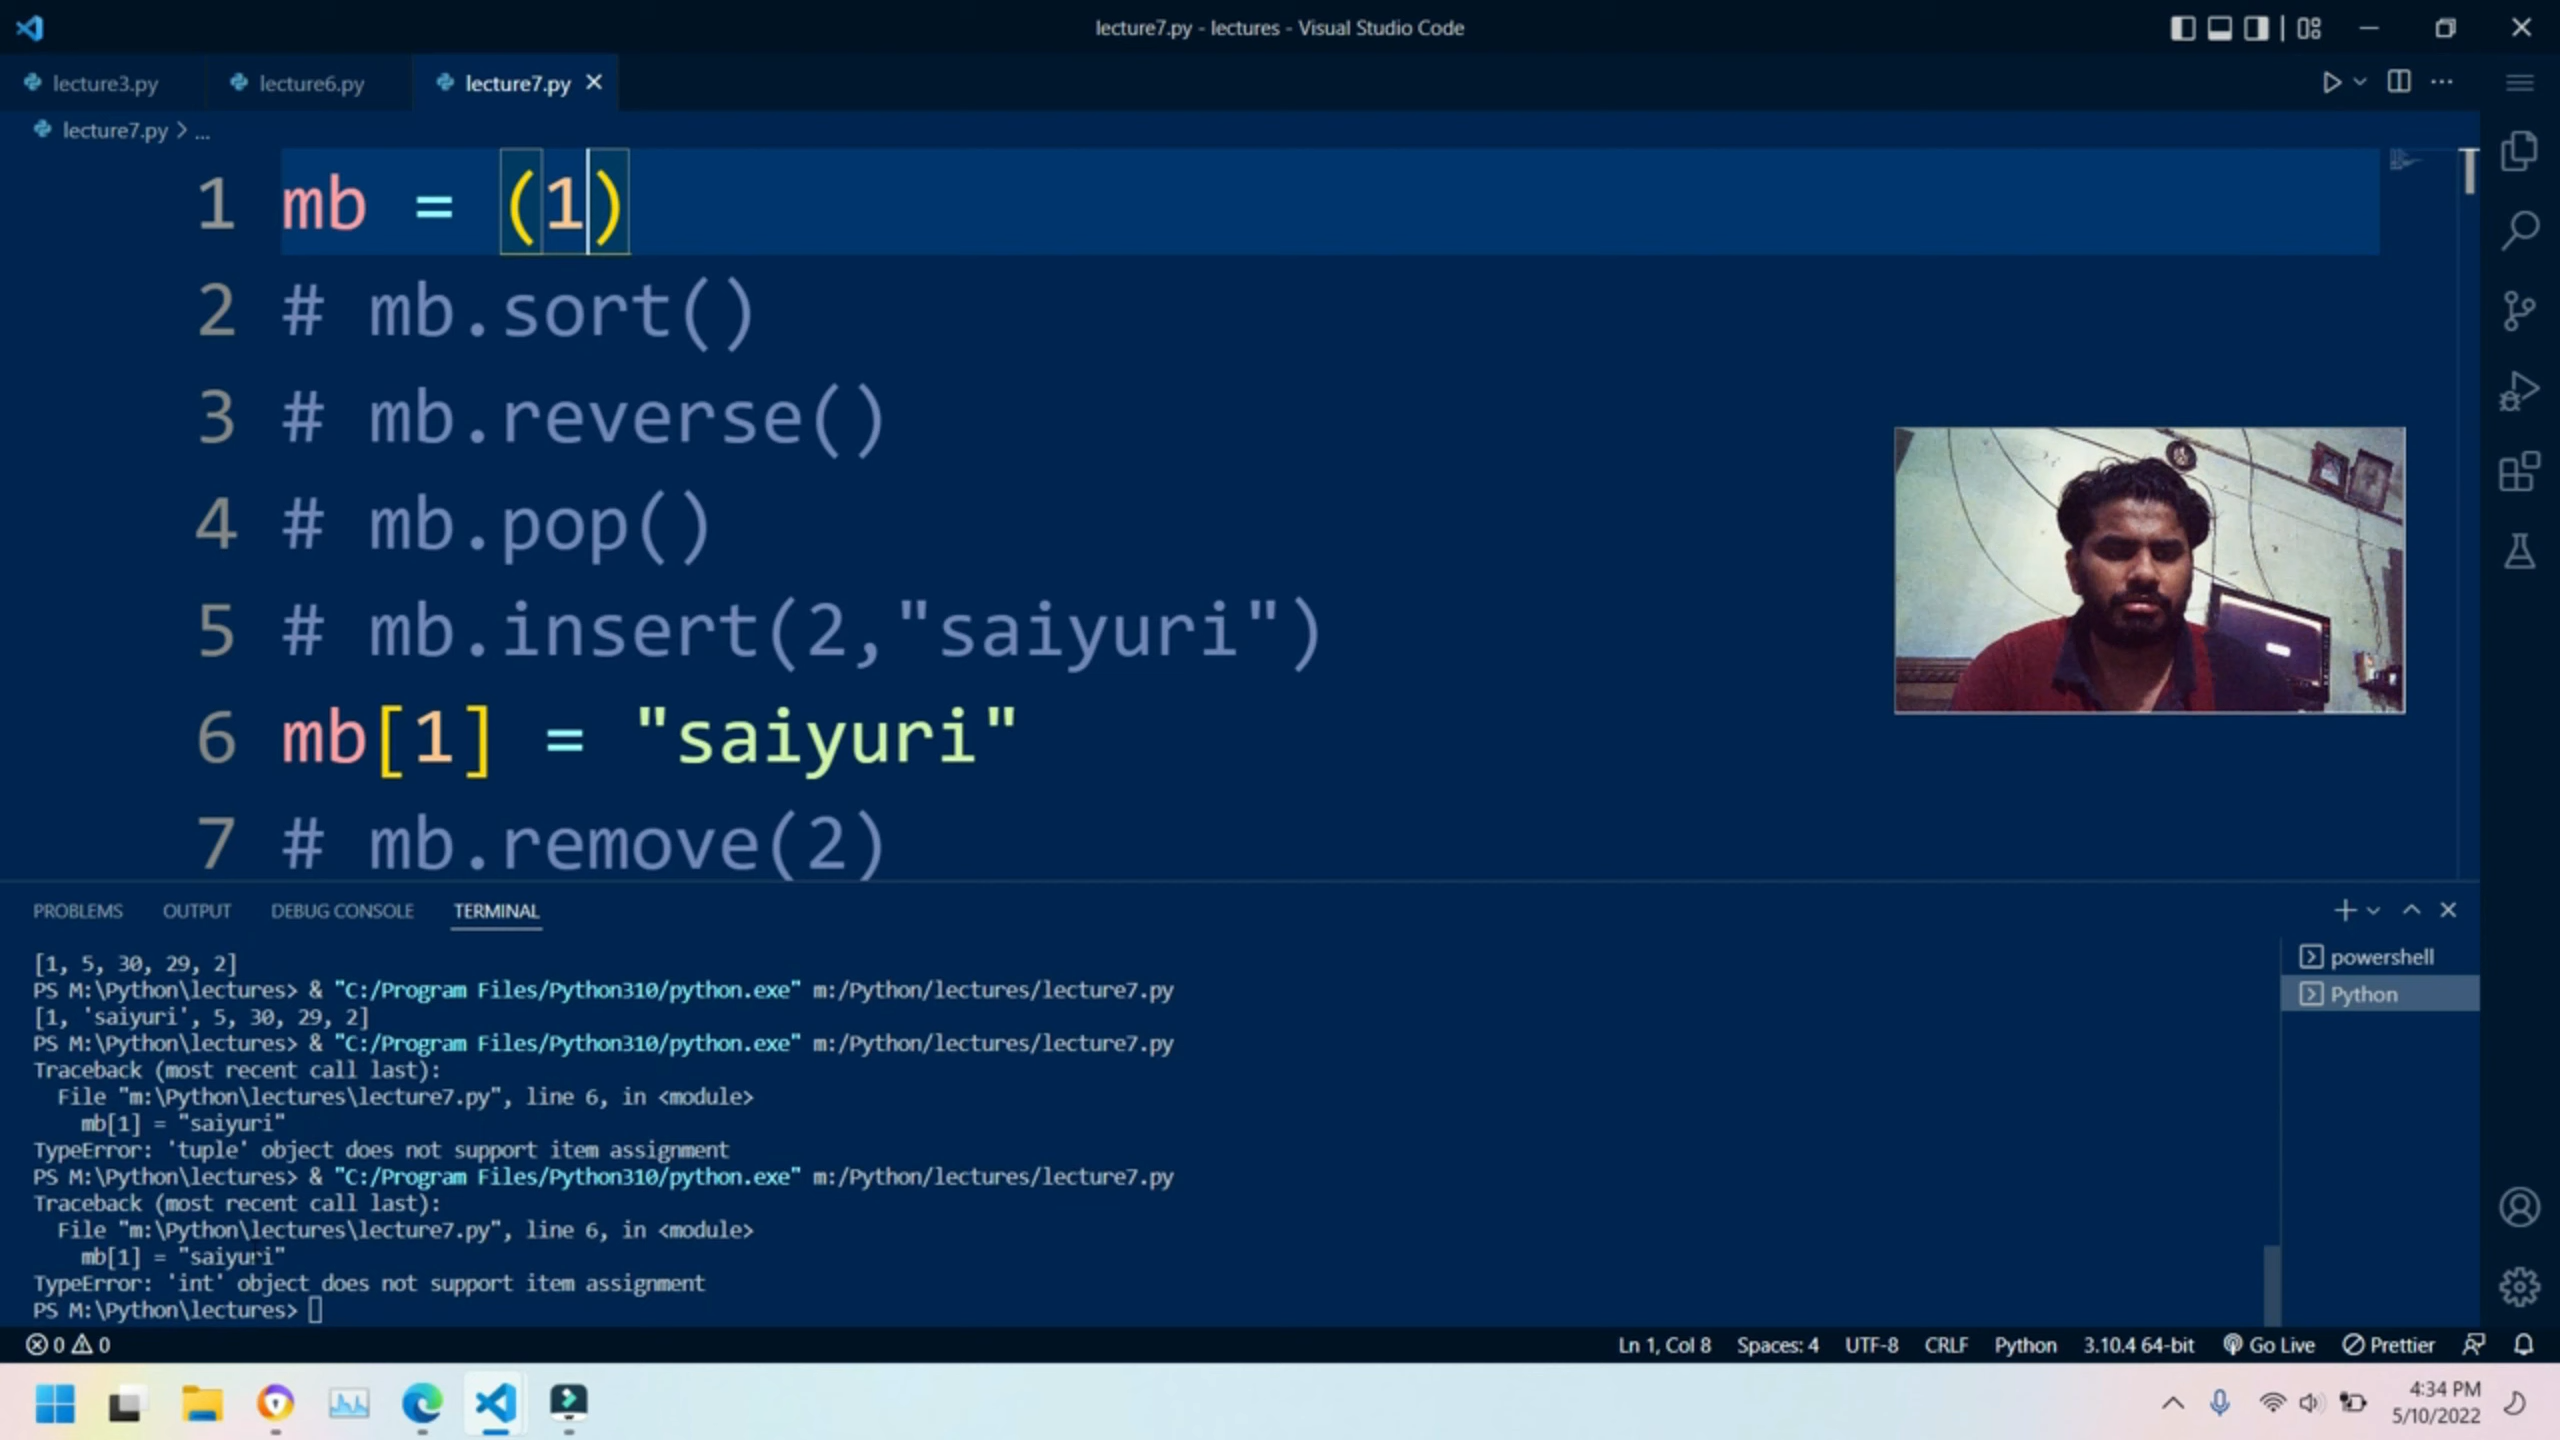 lecture7.py - lectures - Visual Studio Code
lecture3.py
lecture6.py
lecture7.py
lecture7.py > ...
1 mb = (1)
2 # mb.sort()
3 # mb.reverse()
4 # mb.pop()
5 # mb.insert(2,"saiyuri")
6 mb[1] = "saiyuri"
7 # mb.remove(2)
PROBLEMS OUTPUT DEBUG CONSOLE TERMINAL
[1, 5, 30, 29, 2]
PS M:\Python\lectures> & "C:/Program Files/Python310/python.exe" m:/Python/lectures/lecture7.py
[1, 'saiyuri', 5, 30, 29, 2]
PS M:\Python\lectures> & "C:/Program Files/Python310/python.exe" m:/Python/lectures/lecture7.py
Traceback (most recent call last):
File "m:\Python\lectures\lecture7.py", line 6, in <module>
mb[1] = "saiyuri"
TypeError: 'tuple' object does not support item assignment
PS M:\Python\lectures> & "C:/Program Files/Python310/python.exe" m:/Python/lectures/lecture7.py
Traceback (most recent call last):
File "m:\Python\lectures\lecture7.py", line 6, in <module>
mb[1] = "saiyuri"
TypeError: 'int' object does not support item assignment
PS M:\Python\lectures>
powershell
Python
0 0
Ln 1, Col 8 Spaces: 4 UTF-8 CRLF Python 3.10.4 64-bit Go Live Prettier
4:34 PM
5/10/2022